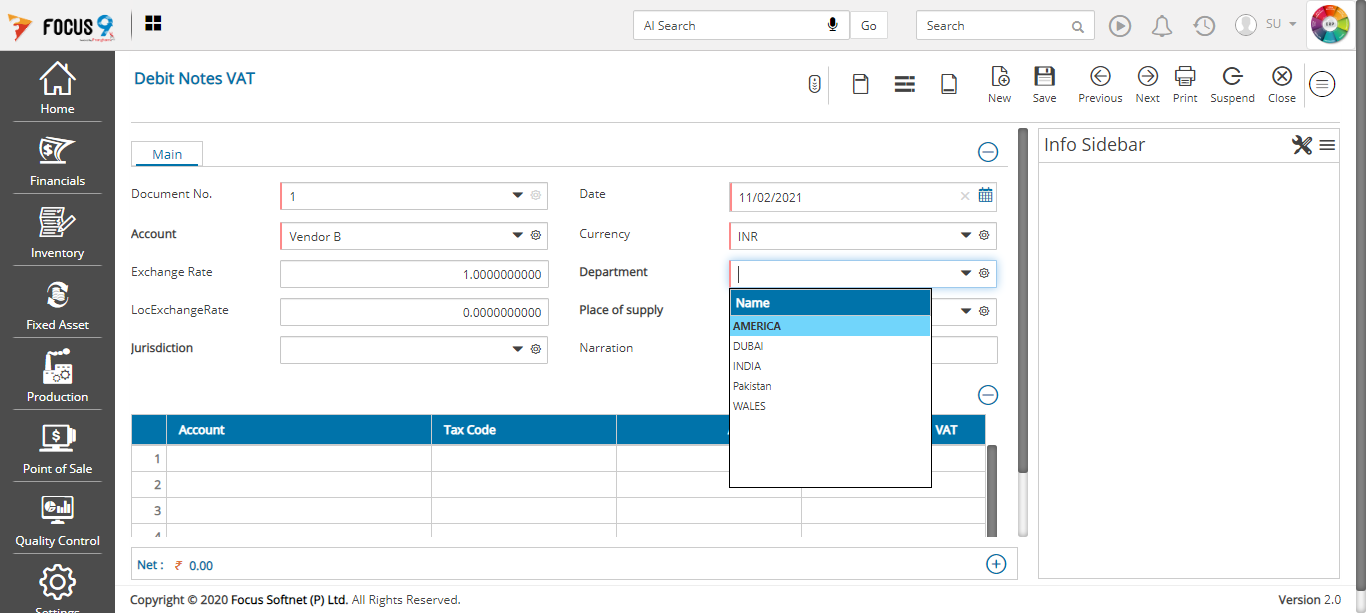 FOCUS 9
AI Search
Go
Search
SU
Home
Financials
Inventory
Fixed Asset
Production
Point of Sale
Quality Control
Settings
Debit Notes VAT
New
Save
Previous
Next
Print
Suspend
Close
Main
Document No.
1
Date
11/02/2021
Account
Vendor B
Currency
INR
Exchange Rate
1.0000000000
Department
LocExchangeRate
0.0000000000
Place of supply
Jurisdiction
Narration
Name
AMERICA
DUBAI
INDIA
Pakistan
WALES
Account
Tax Code
VAT
1
2
3
4
Net : ₹ 0.00
Info Sidebar
Copyright © 2020 Focus Softnet (P) Ltd. All Rights Reserved.
Version 2.0